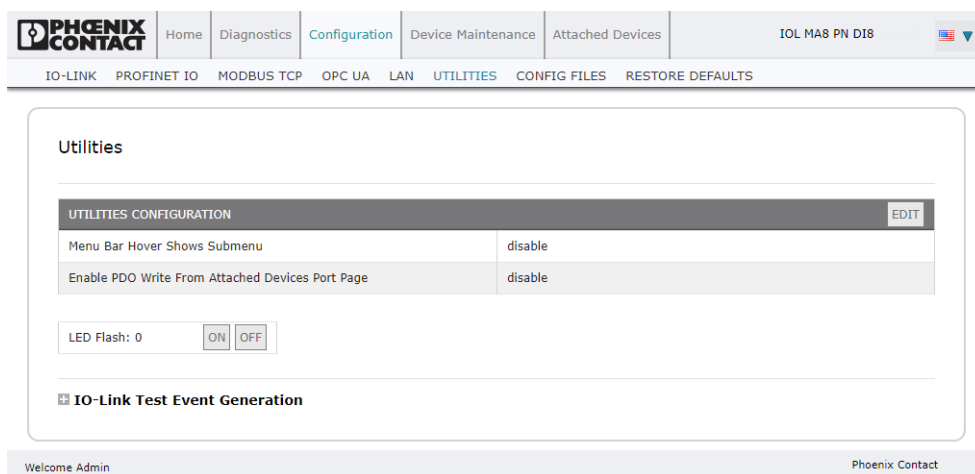 PHŒNIX CONTACT Home Diagnostics Configuration Device Maintenance Attached Devices IOL MA8 PN DI8
IO-LINK PROFINET IO MODBUS TCP OPC UA LAN UTILITIES CONFIG FILES RESTORE DEFAULTS
Utilities
UTILITIES CONFIGURATION EDIT
Menu Bar Hover Shows Submenu disable
Enable PDO Write From Attached Devices Port Page disable
LED Flash: 0 ON OFF
IO-Link Test Event Generation
Welcome Admin Phoenix Contact